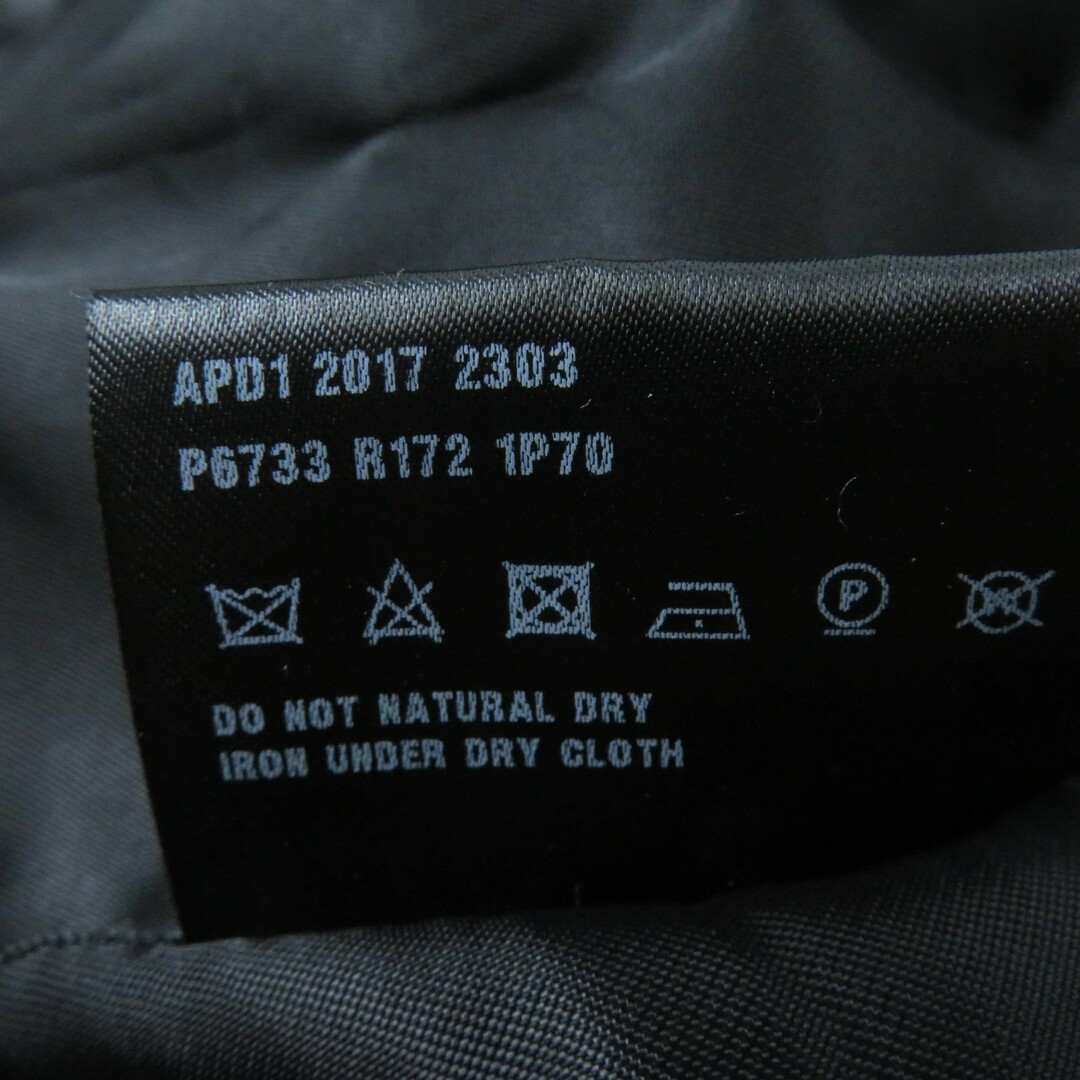 APD1 2017 2303
P6733 R172 1P70
P
DO NOT NATURAL DRY
IRON UNDER DRY CLOTH